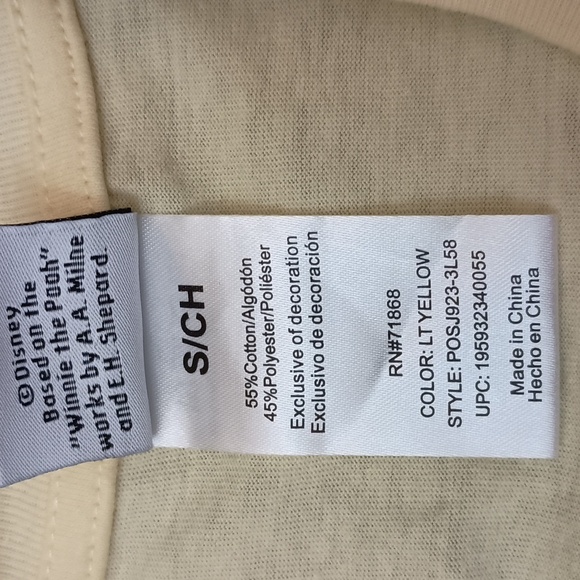 ©Disney
Based on the
"Winnie the Pooh"
works by A.A. Milne
and E.H. Shepard.
S/CH
55%Cotton/Algodón
45%Polyester/Poliéster
Exclusive of decoration
Exclusivo de decoración
RN#71868
COLOR: LT YELLOW
STYLE: POSJ923-3L58
UPC: 195932340055
Made in China
Hecho en China